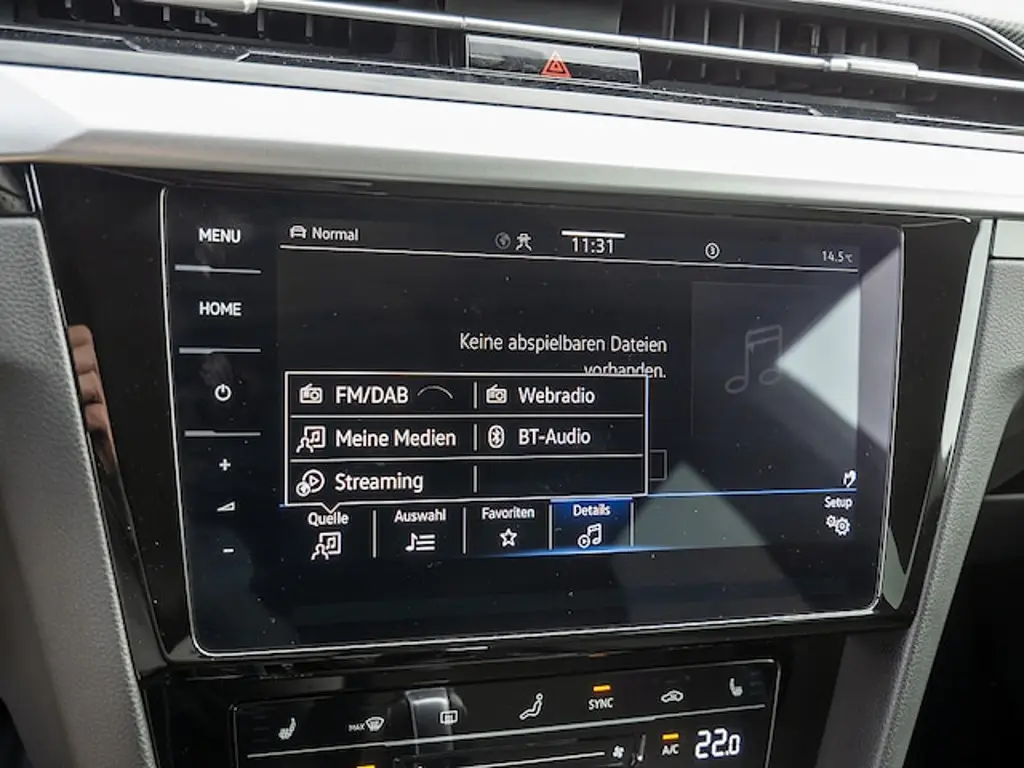 MENU
Normal
11:31
14.5°C
HOME
Keine abspielbaren Dateien
vorhanden.
FM/DAB
Webradio
Meine Medien
BT-Audio
Streaming
+
-
Quelle
Auswahl
Favoriten
Details
Setup
MAX
SYNC
A/C
22.0